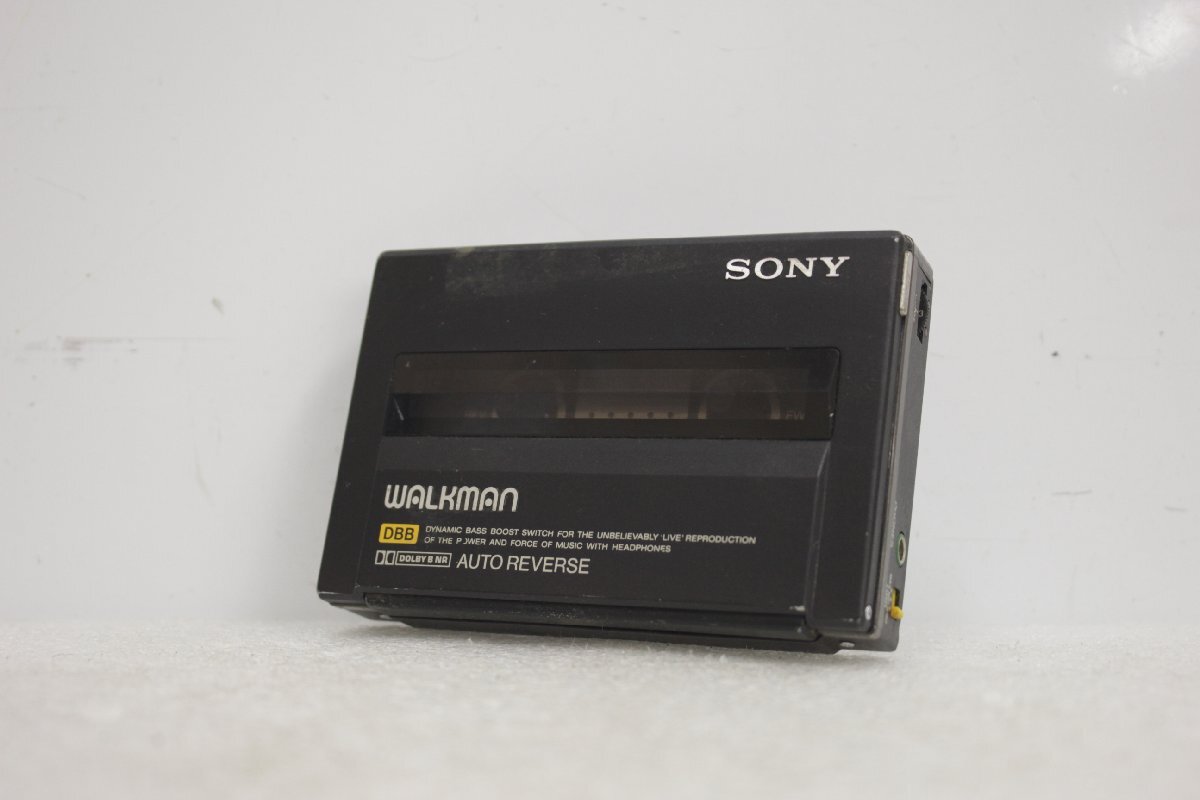 SONY
FW
WALKMAN
DBB DYNAMIC BASS BOOST SWITCH FOR THE UNBELIEVABLY 'LIVE' REPRODUCTION
OF THE POWER AND FORCE OF MUSIC WITH HEADPHONES
DOLBY B NR AUTO REVERSE